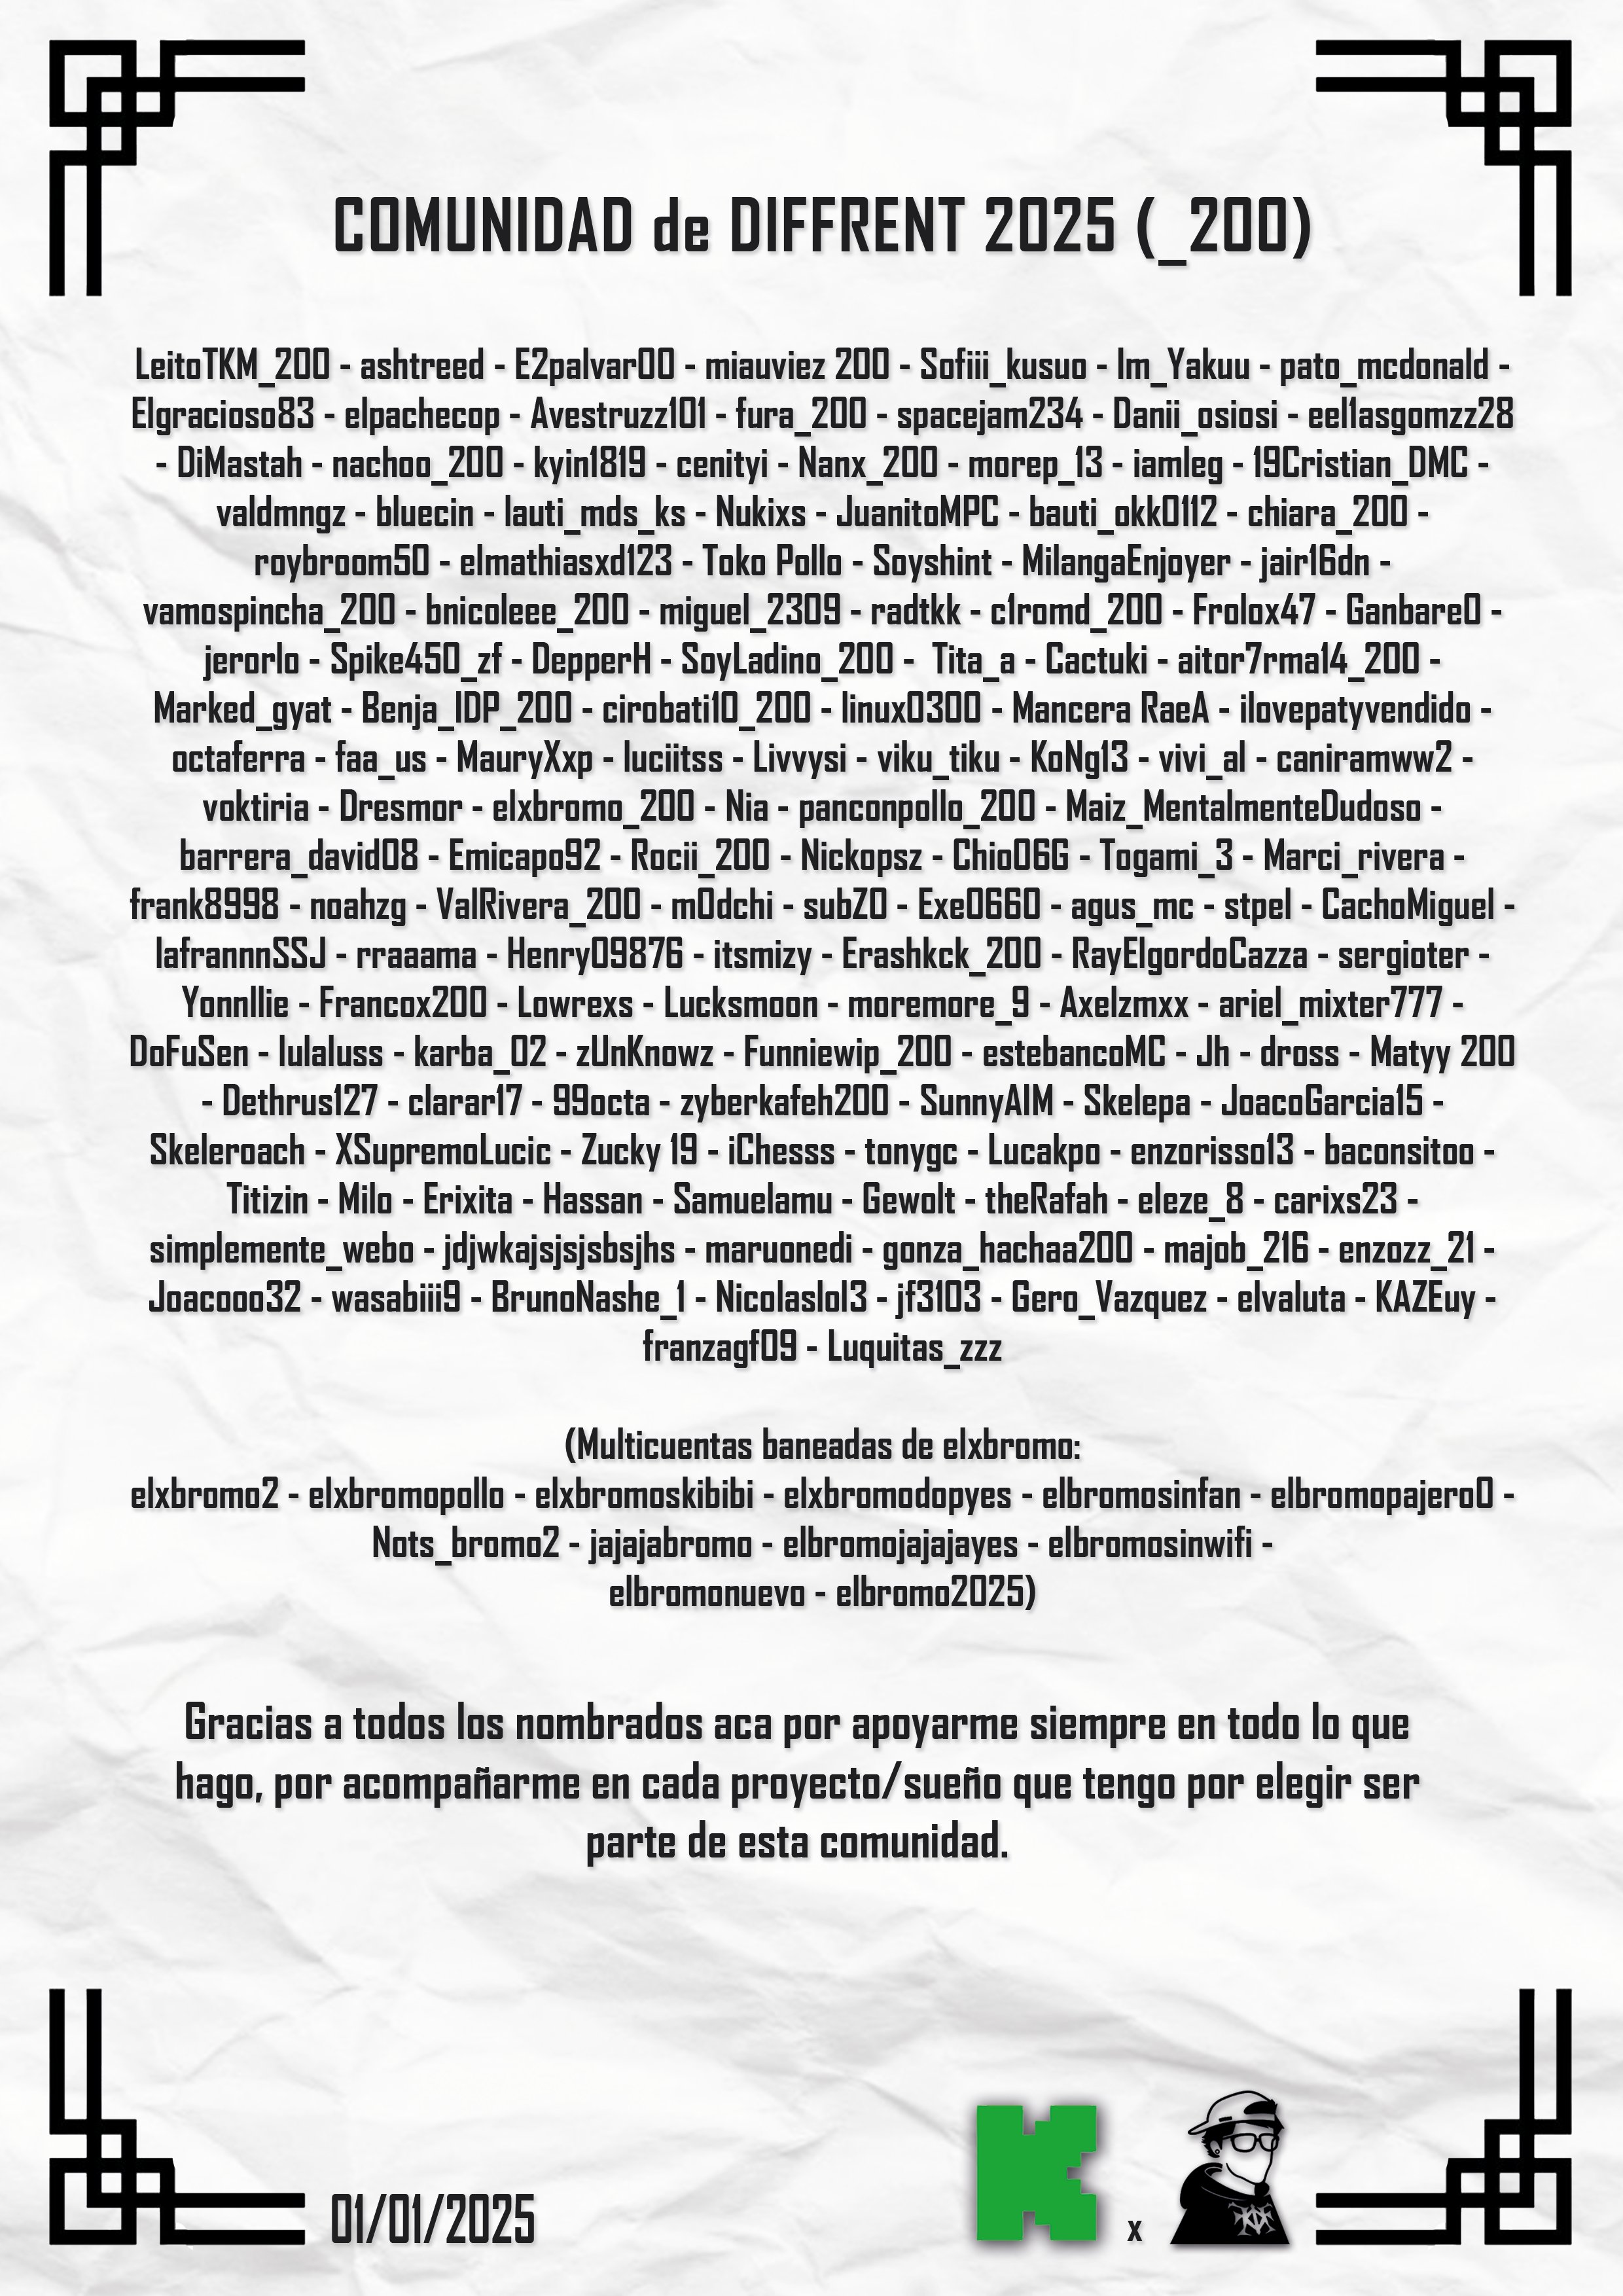 COMUNIDAD de DIFFRENT 2025 (_200)
LeitoTKM_200 - ashtreed - E2palvar00 - miauviez 200 - Sofiii_kusuo - Im_Yakuu - pato_mcdonald -
Elgracioso83 - elpachecop - Avestruzz101 - fura_200 - spacejam234 - Danii_osiosi - eel1asgomzz28
- DiMastah - nachoo_200 - kyin1819 - cenityi - Nanx_200 - morep_13 - iamleg - 19Cristian_DMC -
valdmngz - bluecin - lauti_mds_ks - Nukixs - JuanitoMPC - bauti_okk0112 - chiara_200 -
roybroom50 - elmathiasxd123 - Toko Pollo - Soyshint - MilangaEnjoyer - jair16dn -
vamospincha_200 - bnicoleee_200 - miguel_2309 - radtkk - c1romd_200 - Frolox47 - Ganbare0 -
jerorlo - Spike450_zf - DepperH - SoyLadino_200 - Tita_a - Cactuki - aitor7rma14_200 -
Marked_gyat - Benja_IDP_200 - cirobati10_200 - linux0300 - Mancera RaeA - ilovepatyvendido -
octaferra - faa_us - MauryXxp - luciitss - Livvysi - viku_tiku - KoNg13 - vivi_al - caniramww2 -
voktiria - Dresmor - elxbromo_200 - Nia - panconpollo_200 - Maiz_MentalmenteDudoso -
barrera_david08 - Emicapo92 - Rocii_200 - Nickopsz - Chio06G - Togami_3 - Marci_rivera -
frank8998 - noahzg - ValRivera_200 - m0dchi - subZ0 - Exe0660 - agus_mc - stpel - CachoMiguel -
lafrannnSSJ - rraaama - Henry09876 - itsmizy - Erashkck_200 - RayElgordoCazza - sergioter -
Yonnllie - Francox200 - Lowrexs - Lucksmoon - moremore_9 - Axelzmxx - ariel_mixter777 -
DoFuSen - lulaluss - karba_02 - zUnKnowz - Funniewip_200 - estebancoMC - Jh - dross - Matyy 200
- Dethrus127 - clarar17 - 99octa - zyberkafeh200 - SunnyAIM - Skelepa - JoacoGarcia15 -
Skeleroach - XSupremoLucic - Zucky 19 - iChesss - tonygc - Lucakpo - enzorisso13 - baconsitoo -
Titizin - Milo - Erixita - Hassan - Samuelamu - Gewolt - theRafah - eleze_8 - carixs23 -
simplemente_webo - jdjwkajsjsjsbsjhs - maruonedi - gonza_hachaa200 - majob_216 - enzozz_21 -
Joacooo32 - wasabiii9 - BrunoNashe_1 - Nicolaslol3 - jf3103 - Gero_Vazquez - elvaluta - KAZEuy -
franzagf09 - Luquitas_zzz
(Multicuentas baneadas de elxbromo:
elxbromo2 - elxbromopollo - elxbromoskibibi - elxbromodopyes - elbromosinfan - elbromopajero0 -
Nots_bromo2 - jajajabromo - elbromojajajayes - elbromosinwifi -
elbromonuevo - elbromo2025)
Gracias a todos los nombrados aca por apoyarme siempre en todo lo que
hago, por acompañarme en cada proyecto/sueño que tengo por elegir ser
parte de esta comunidad.
01/01/2025
K x